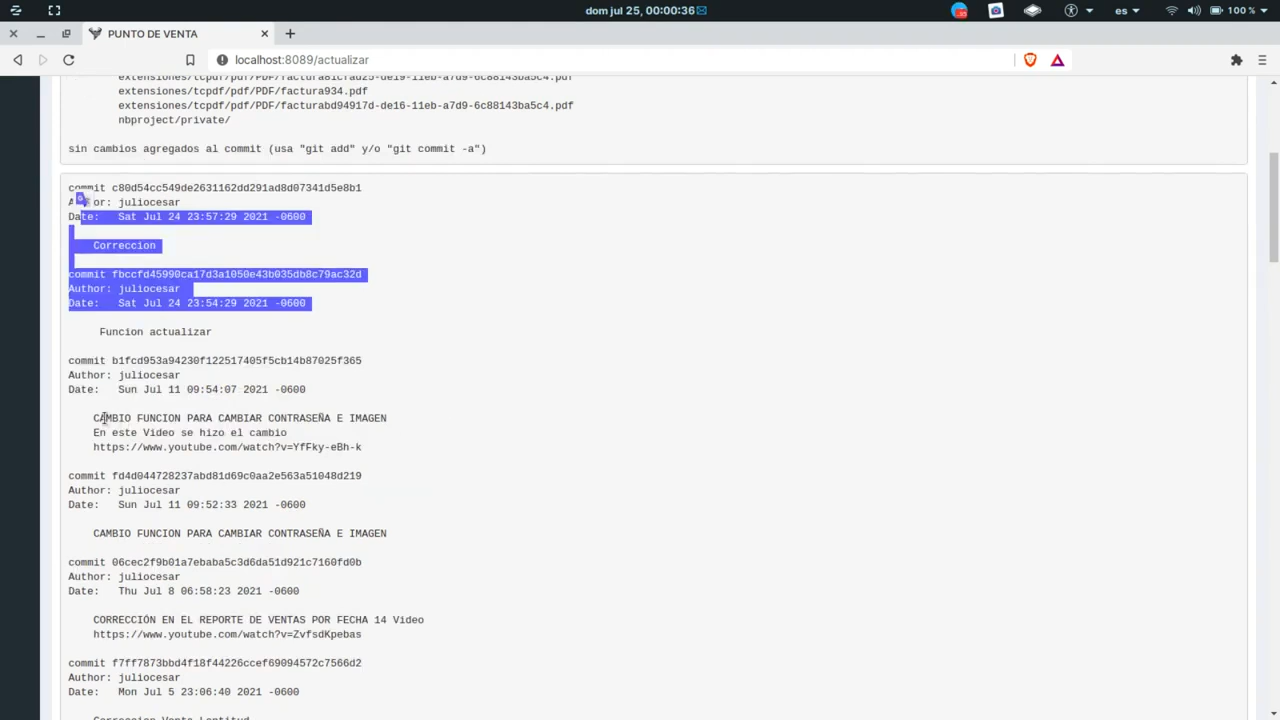 dom jul 25, 00:00:36
es
100 %
PUNTO DE VENTA
localhost:8089/actualizar
extensiones/tcpdf/pdf/PDF/factura934.pdf
extensiones/tcpdf/pdf/PDF/facturabd94917d-de16-11eb-a7d9-6c88143ba5c4.pdf
nbproject/private/
sin cambios agregados al commit (usa "git add" y/o "git commit -a")
commit c80d54cc549de2631162dd291ad8d07341d5e8b1
or: juliocesar
Date: Sat Jul 24 23:57:29 2021 -0600
Correccion
commit fbccfd45990ca17d3a1050e43b035db8c79ac32d
Author: juliocesar
Date: Sat Jul 24 23:54:29 2021 -0600
Funcion actualizar
commit b1fcd953a94230f122517405f5cb14b87025f365
Author: juliocesar
Date: Sun Jul 11 09:54:07 2021 -0600
CAMBIO FUNCION PARA CAMBIAR CONTRASEÑA E IMAGEN
En este Video se hizo el cambio
https://www.youtube.com/watch?v=YfFky-eBh-k
commit fd4d044728237abd81d69c0aa2e563a51048d219
Author: juliocesar
Date: Sun Jul 11 09:52:33 2021 -0600
CAMBIO FUNCION PARA CAMBIAR CONTRASEÑA E IMAGEN
commit 06cec2f9b01a7ebaba5c3d6da51d921c7160fd0b
Author: juliocesar
Date: Thu Jul 8 06:58:23 2021 -0600
CORRECCIÓN EN EL REPORTE DE VENTAS POR FECHA 14 Video
https://www.youtube.com/watch?v=ZvfsdKpebas
commit f7ff7873bbd4f18f44226ccef69094572c7566d2
Author: juliocesar
Date: Mon Jul 5 23:06:40 2021 -0600
Correccion Venta Lentitud